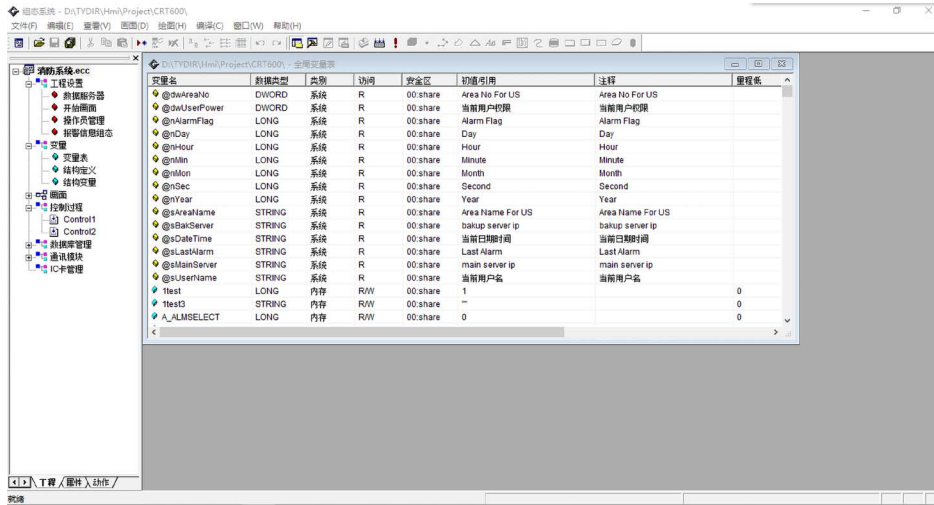 组态系统 - D:\TYDIR\Hmi\Project\CRT600\
文件(F) 编辑(E) 查看(V) 画面(D) 绘图(H) 编译(C) 窗口(W) 帮助(H)
消防系统.ecc
工程设置
数据服务器
开始画面
操作员管理
报警信息组态
变量
变量表
结构定义
结构变量
画面
控制过程
Control1
Control2
数据库管理
通讯模块
IC卡管理
工程 属件 动作
D:\TYDIR\Hmi\Project\CRT600\ - 全局变量表
变量名 数据类型 类别 访问 安全区 初值/引用 注释 量程低
@dwAreaNo DWORD 系统 R 00:share Area No For US Area No For US
@dwUserPower DWORD 系统 R 00:share 当前用户权限 当前用户权限
@nAlarmFlag LONG 系统 R 00:share Alarm Flag Alarm Flag
@nDay LONG 系统 R 00:share Day Day
@nHour LONG 系统 R 00:share Hour Hour
@nMin LONG 系统 R 00:share Minute Minute
@nMon LONG 系统 R 00:share Month Month
@nSec LONG 系统 R 00:share Second Second
@nYear LONG 系统 R 00:share Year Year
@sAreaName STRING 系统 R 00:share Area Name For US Area Name For US
@sBakServer STRING 系统 R 00:share bakup server ip bakup server ip
@sDateTime STRING 系统 R 00:share 当前日期时间 当前日期时间
@sLastAlarm STRING 系统 R 00:share Last Alarm Last Alarm
@sMainServer STRING 系统 R 00:share main server ip main server ip
@sUserName STRING 系统 R 00:share 当前用户名 当前用户名
1test LONG 内存 R/W 00:share 1 0
1test3 STRING 内存 R/W 00:share "" 0
A_ALMSELECT LONG 内存 R/W 00:share 0 0
就绪